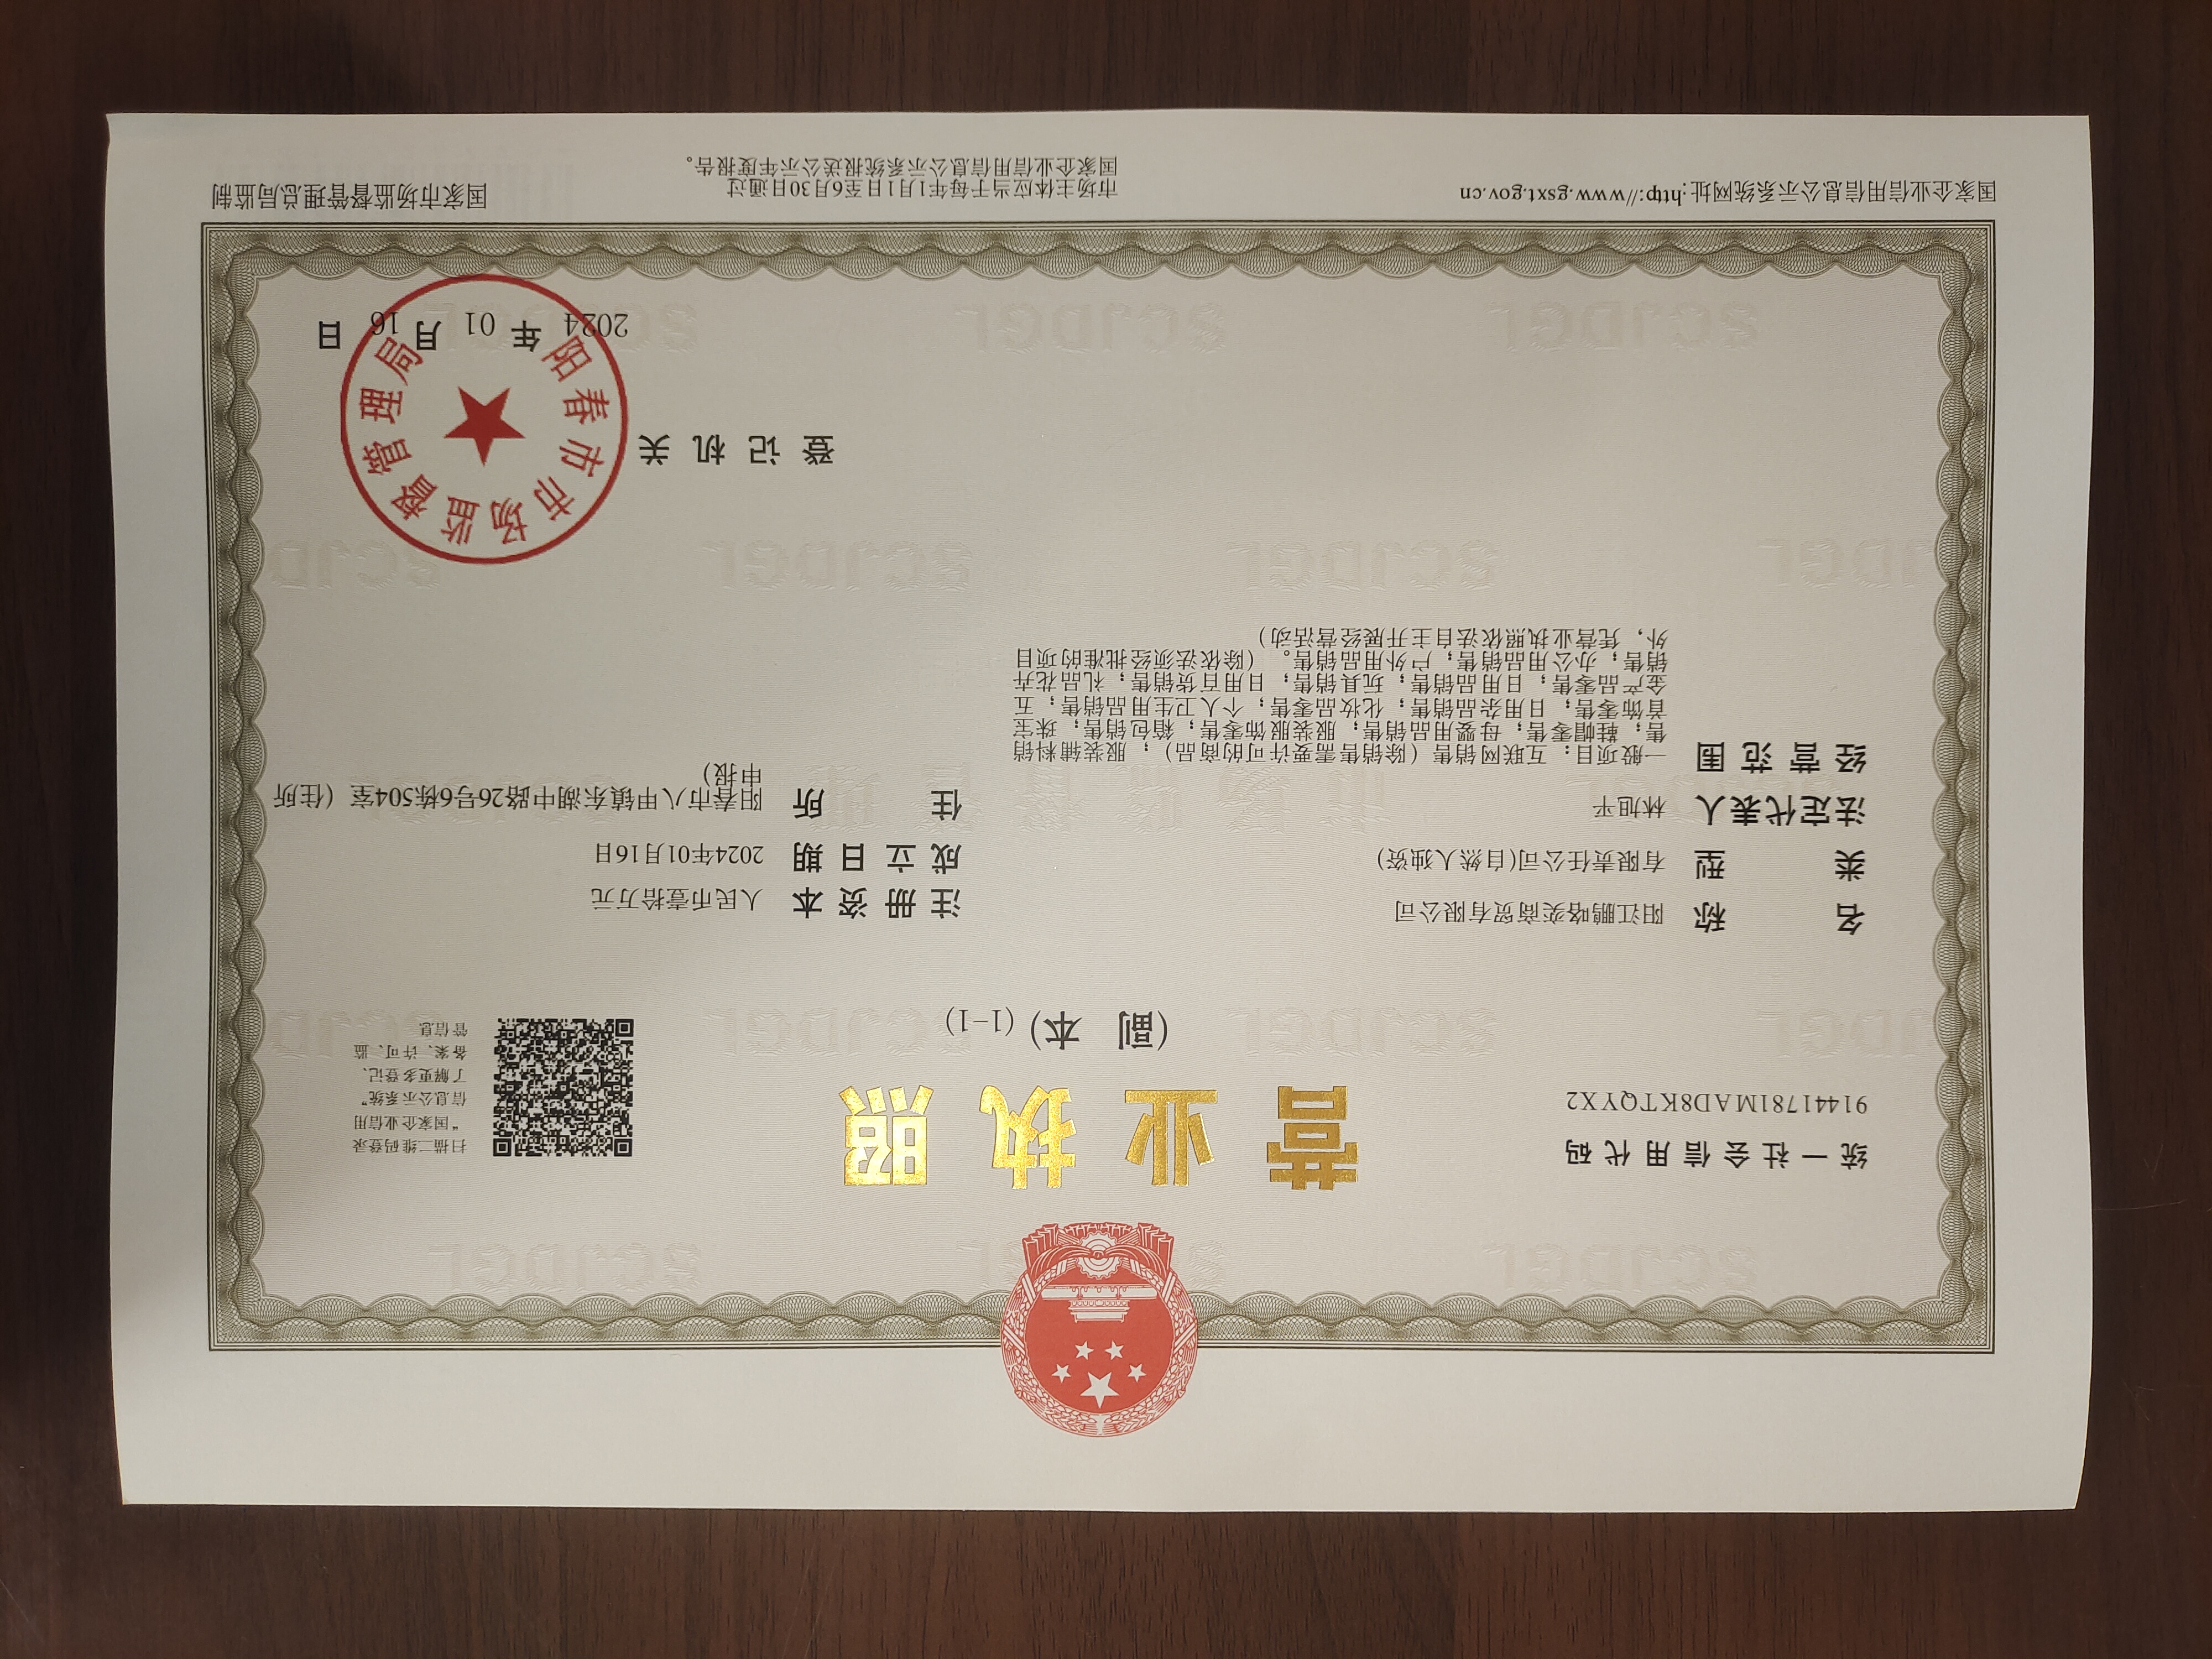 统一社会信用代码
91441781MAD8KTQYX2
营业执照
(副 本) (1-1)
扫描二维码登录
“国家企业信用
信息公示系统”
了解更多登记、
备案、许可、监
管信息
名 称 阳江鹏咯奕商贸有限公司
类 型 有限责任公司(自然人独资)
法定代表人 林旭平
经营范围 一般项目：互联网销售（除销售需要许可的商品）；服装辅料销
售；鞋帽零售；母婴用品销售；服装服饰零售；箱包销售；珠宝
首饰零售；日用杂品销售；化妆品零售；个人卫生用品销售；五
金产品零售；日用品销售；玩具销售；日用百货销售；礼品花卉
销售；办公用品销售；户外用品销售。（除依法须经批准的项目
外，凭营业执照依法自主开展经营活动）
注册资本 人民币壹拾万元
成立日期 2024年01月16日
住 所 阳春市八甲镇东湖中路26号6栋504室（住所
申报）
登记机关
阳春市市场监督管理局
2024 年 01 月 16 日
国家企业信用信息公示系统网址:http://www.gsxt.gov.cn
市场主体应当于每年1月1日至6月30日通过
国家企业信用信息公示系统报送公示年度报告。
国家市场监督管理总局监制